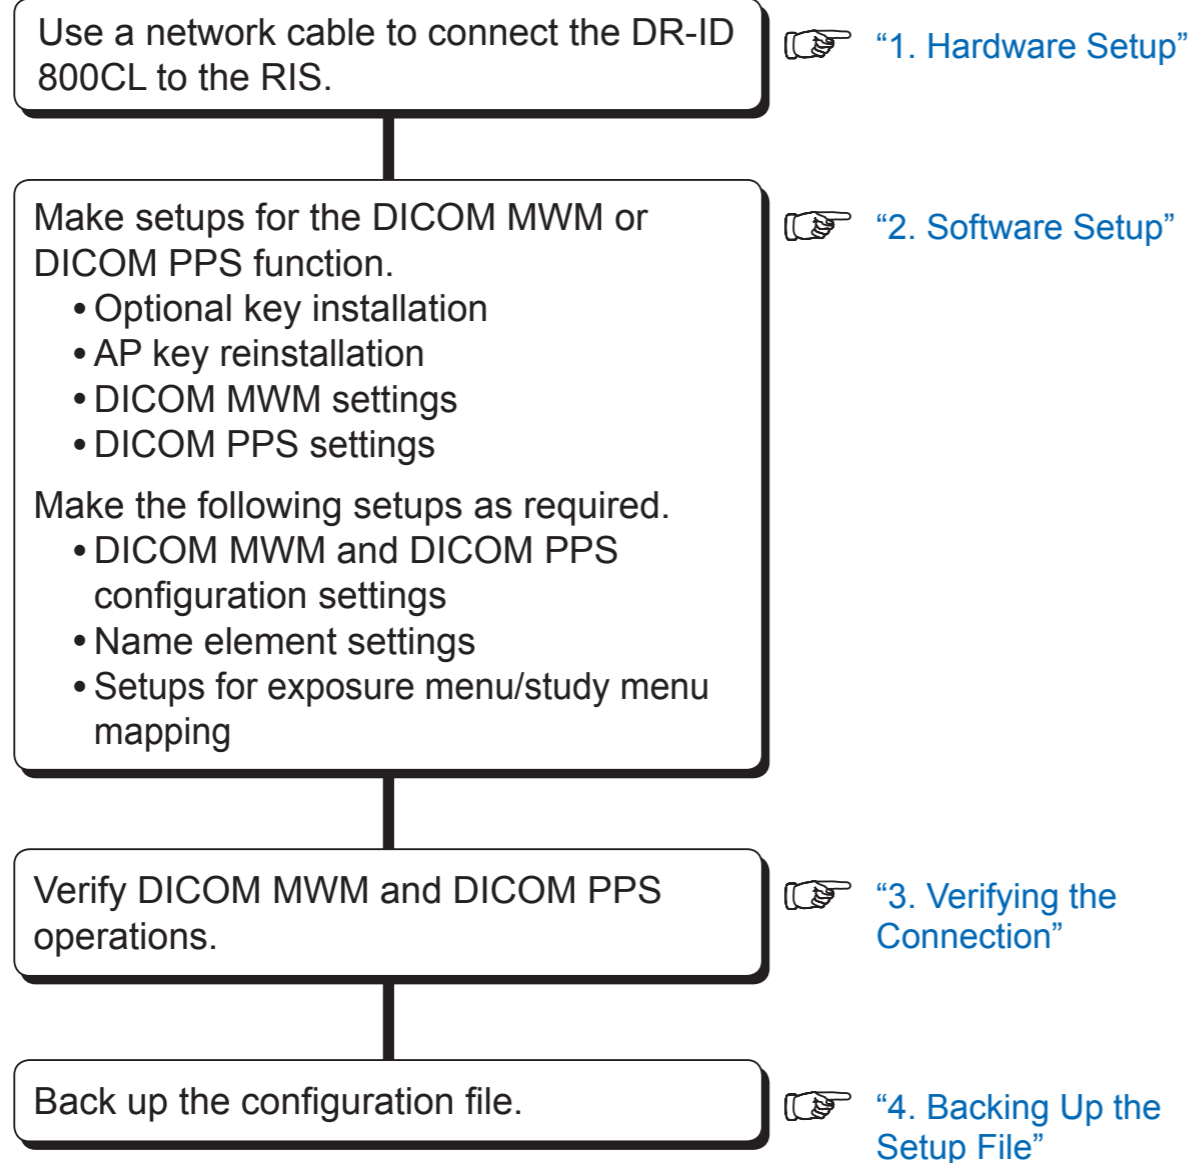 Use a network cable to connect the DR-ID
800CL to the RIS.
“1. Hardware Setup”
Make setups for the DICOM MWM or
DICOM PPS function.
• Optional key installation
• AP key reinstallation
• DICOM MWM settings
• DICOM PPS settings
Make the following setups as required.
• DICOM MWM and DICOM PPS
configuration settings
• Name element settings
• Setups for exposure menu/study menu
mapping
“2. Software Setup”
Verify DICOM MWM and DICOM PPS
operations.
“3. Verifying the
Connection”
Back up the configuration file.
“4. Backing Up the
Setup File”